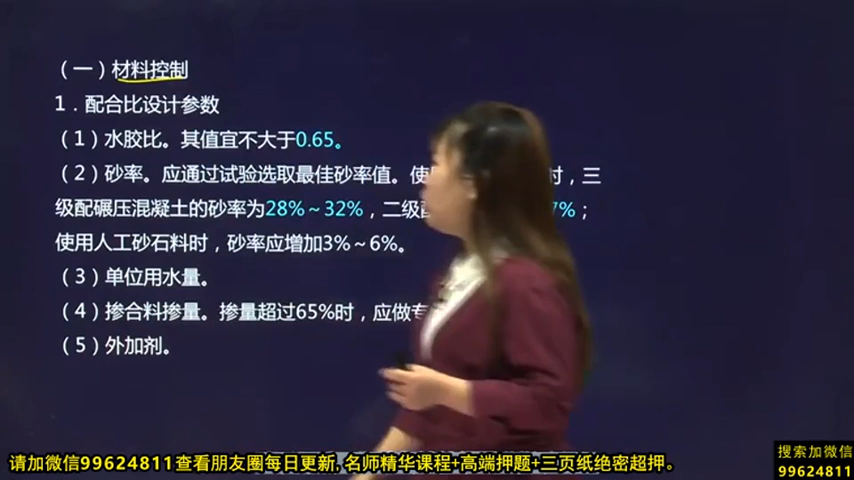 （一）材料控制
1．配合比设计参数
（1）水胶比。其值宜不大于0.65。
（2）砂率。应通过试验选取最佳砂率值。使 时，三
级配碾压混凝土的砂率为28%～32%，二级 7%；
使用人工砂石料时，砂率应增加3%～6%。
（3）单位用水量。
（4）掺合料掺量。掺量超过65%时，应做
（5）外加剂。
请加微信99624811查看朋友圈每日更新,名师精华课程+高端押题+三页纸绝密超押。
搜索加微信
99624811